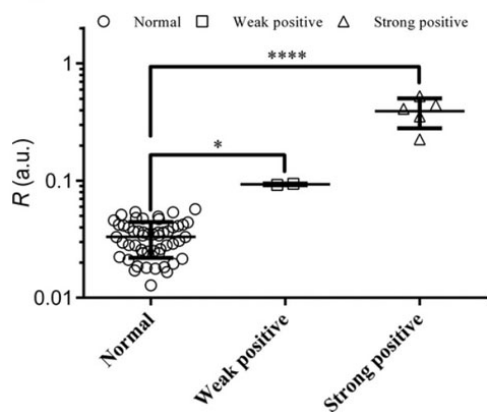 Normal Weak positive Strong positive
****
1
*
R (a.u.)
0.1
0.01
Normal
Weak positive
Strong positive